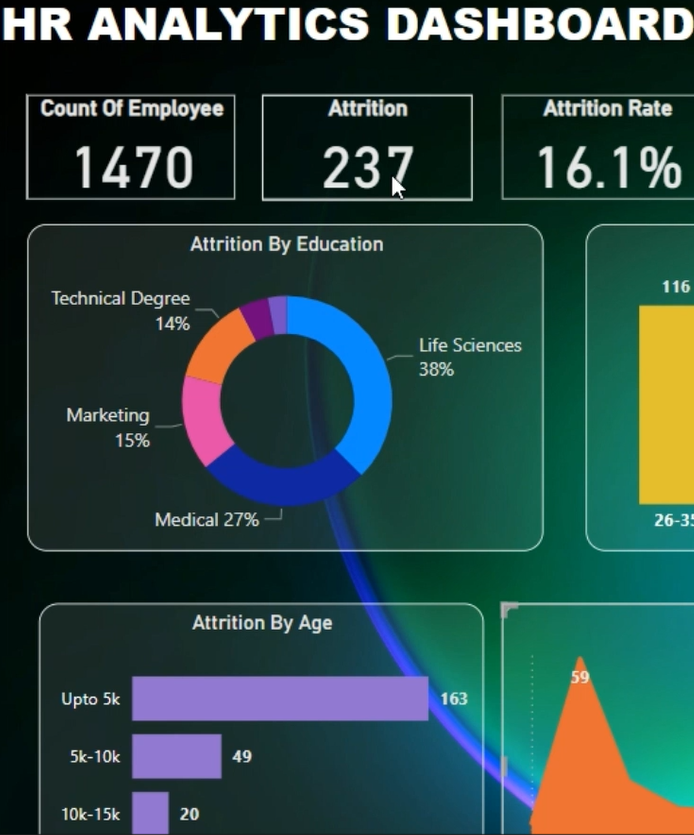 HR ANALYTICS DASHBOARD
Count Of Employee
1470
Attrition
237
Attrition Rate
16.1%
Attrition By Education
Technical Degree
14%
Life Sciences
38%
Marketing
15%
Medical 27%
116
26-35
Attrition By Age
Upto 5k
163
5k-10k
49
10k-15k
20
59